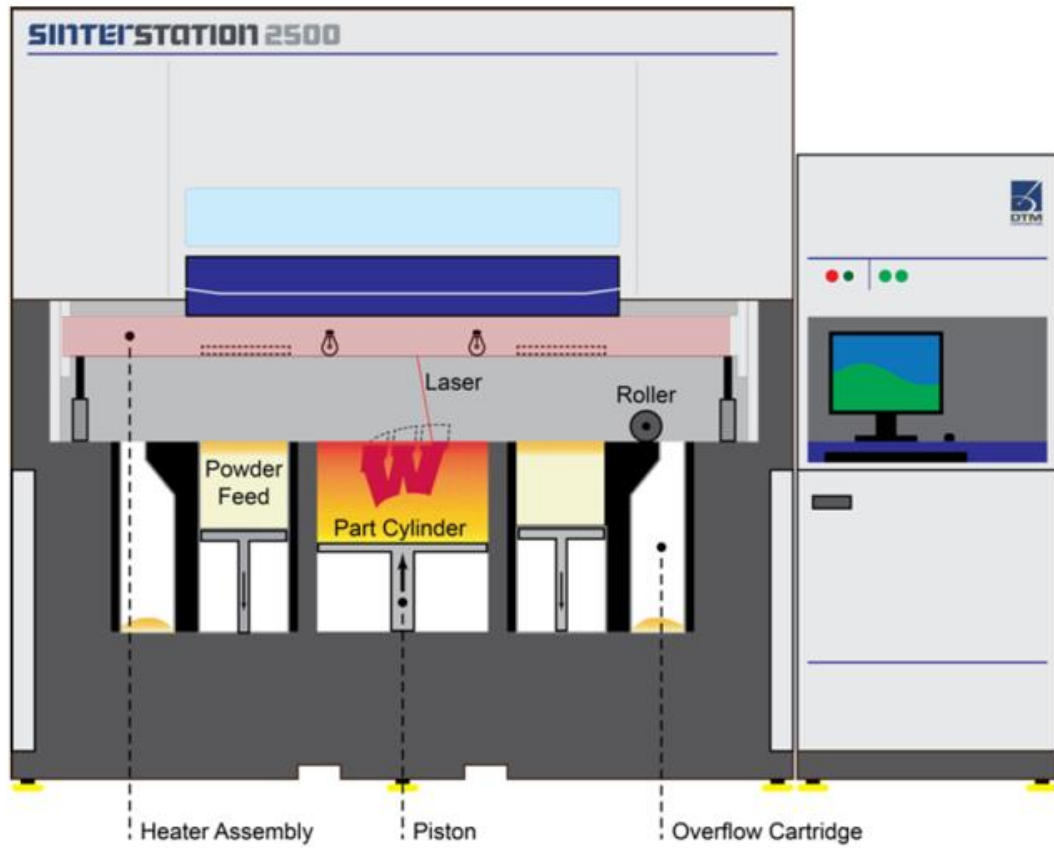 SINTERSTATION 2500
DTM
Laser
Roller
Powder
Feed
Part Cylinder
Heater Assembly
Piston
Overflow Cartridge